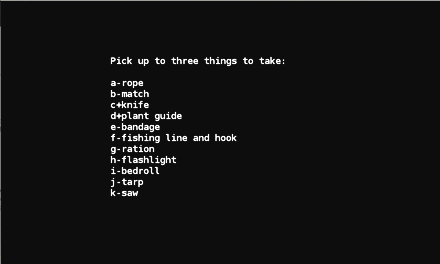 Pick up to three things to take:
a-rope
b-match
c+knife
d+plant guide
e-bandage
f-fishing line and hook
g-ration
h-flashlight
i-bedroll
j-tarp
k-saw